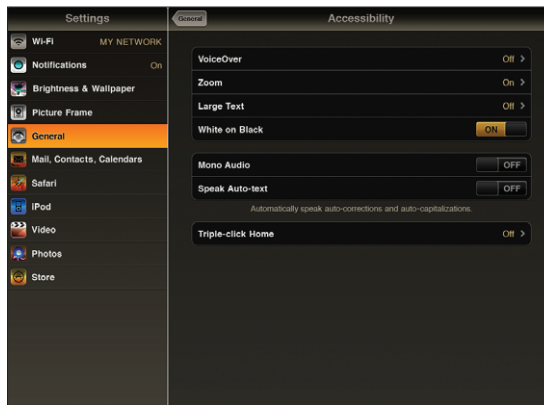 Settings
Wi-Fi MY NETWORK
Notifications On
Brightness & Wallpaper
Picture Frame
General
Mail, Contacts, Calendars
Safari
iPod
Video
Photos
Store
General
Accessibility
VoiceOver Off
Zoom On
Large Text Off
White on Black ON
Mono Audio OFF
Speak Auto-text OFF
Automatically speak auto-corrections and auto-capitalizations.
Triple-click Home Off